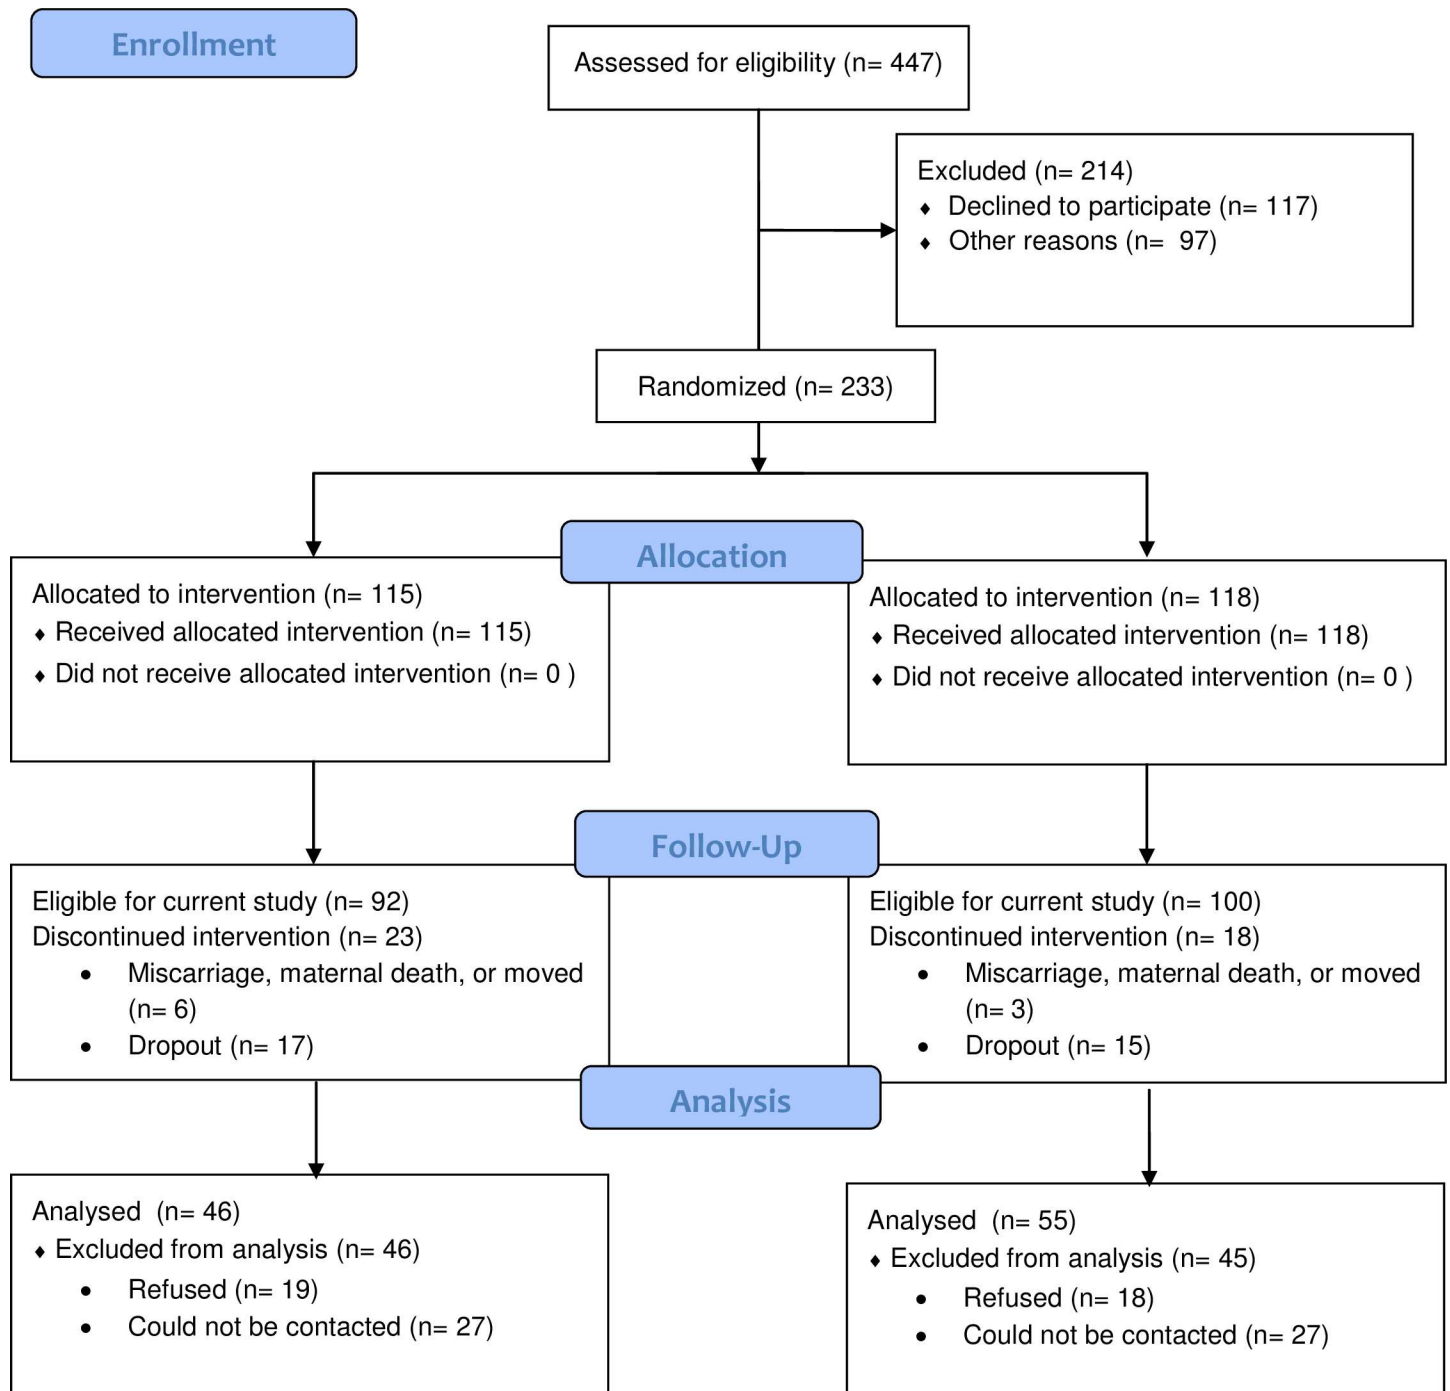 Enrollment
Assessed for eligibility (n= 447)
Excluded (n= 214)
♦ Declined to participate (n= 117)
♦ Other reasons (n=  97)
Randomized (n= 233)
Allocation
Allocated to intervention (n= 115)
♦ Received allocated intervention (n= 115)
♦ Did not receive allocated intervention (n= 0 )
Allocated to intervention (n= 118)
♦ Received allocated intervention (n= 118)
♦ Did not receive allocated intervention (n= 0 )
Follow-Up
Eligible for current study (n= 92)
Discontinued intervention (n= 23)
• Miscarriage, maternal death, or moved
(n= 6)
• Dropout (n= 17)
Eligible for current study (n= 100)
Discontinued intervention (n= 18)
• Miscarriage, maternal death, or moved
(n= 3)
• Dropout (n= 15)
Analysis
Analysed  (n= 46)
♦ Excluded from analysis (n= 46)
• Refused (n= 19)
• Could not be contacted (n= 27)
Analysed  (n= 55)
♦ Excluded from analysis (n= 45)
• Refused (n= 18)
• Could not be contacted (n= 27)